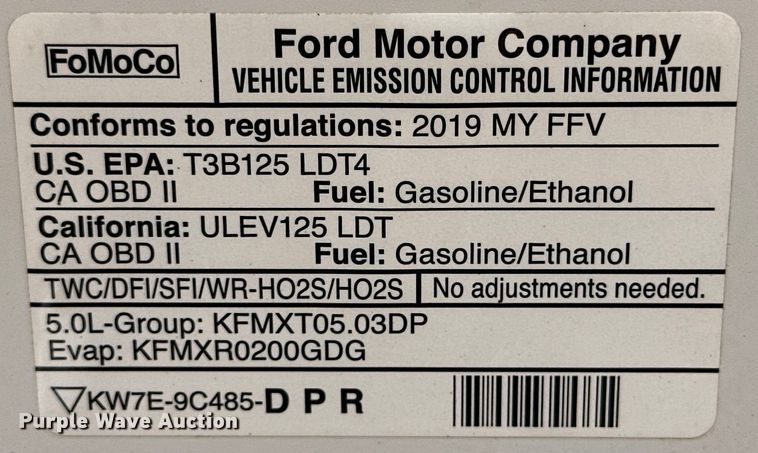 FoMoCo
Ford Motor Company
VEHICLE EMISSION CONTROL INFORMATION
Conforms to regulations: 2019 MY FFV
U.S. EPA: T3B125 LDT4
CA OBD II Fuel: Gasoline/Ethanol
California: ULEV125 LDT
CA OBD II Fuel: Gasoline/Ethanol
TWC/DFI/SFI/WR-HO2S/HO2S No adjustments needed.
5.0L-Group: KFMXT05.03DP
Evap: KFMXR0200GDG
KW7E-9C485-D P R
Purple Wave Auction